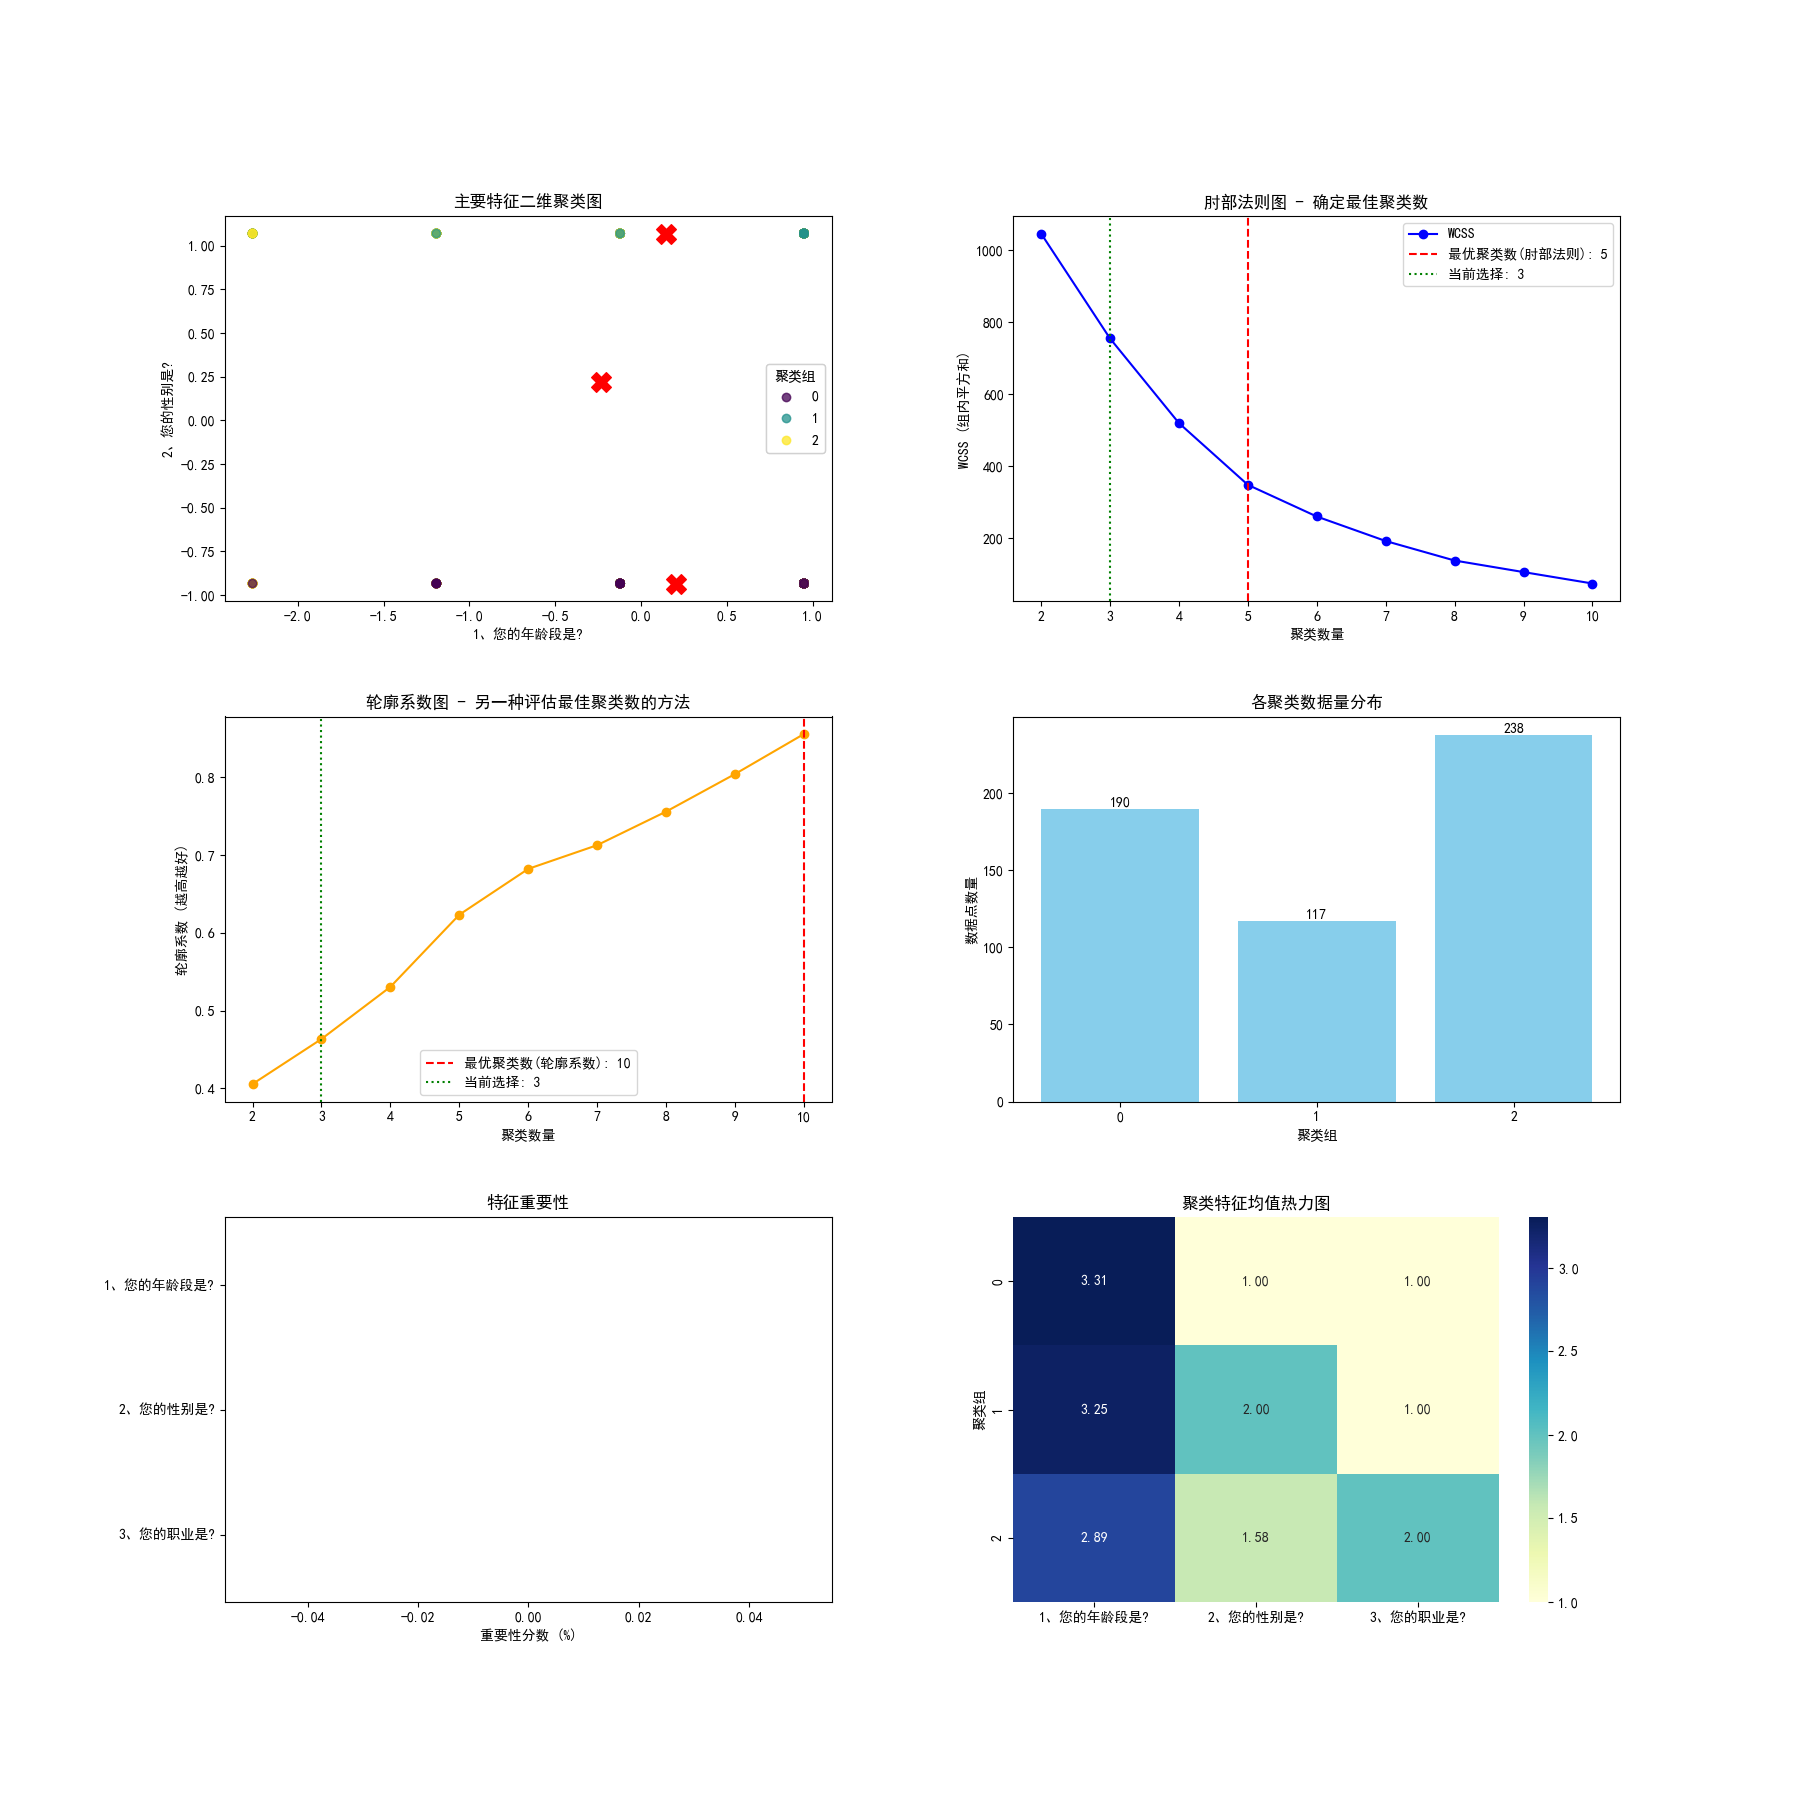 主要特征二维聚类图
1.00
0.75
0.50
0.25
0.00
−0.25
−0.50
−0.75
−1.00
2、您的性别是?
聚类组
0
1
2
−2.0 −1.5 −1.0 −0.5 0.0 0.5 1.0
1、您的年龄段是?
肘部法则图 - 确定最佳聚类数
1000
800
600
400
200
WCSS (组内平方和)
WCSS
最优聚类数(肘部法则): 5
当前选择: 3
2 3 4 5 6 7 8 9 10
聚类数量
轮廓系数图 - 另一种评估最佳聚类数的方法
0.8
0.7
0.6
0.5
0.4
轮廓系数 (越高越好)
最优聚类数(轮廓系数): 10
当前选择: 3
2 3 4 5 6 7 8 9 10
聚类数量
各聚类数据量分布
200
150
100
50
0
数据点数量
190
117
238
0 1 2
聚类组
特征重要性
1、您的年龄段是?
2、您的性别是?
3、您的职业是?
−0.04 −0.02 0.00 0.02 0.04
重要性分数 (%)
聚类特征均值热力图
聚类组
0
1
2
3.31 1.00 1.00
3.25 2.00 1.00
2.89 1.58 2.00
1、您的年龄段是? 2、您的性别是? 3、您的职业是?
3.0
2.5
2.0
1.5
1.0